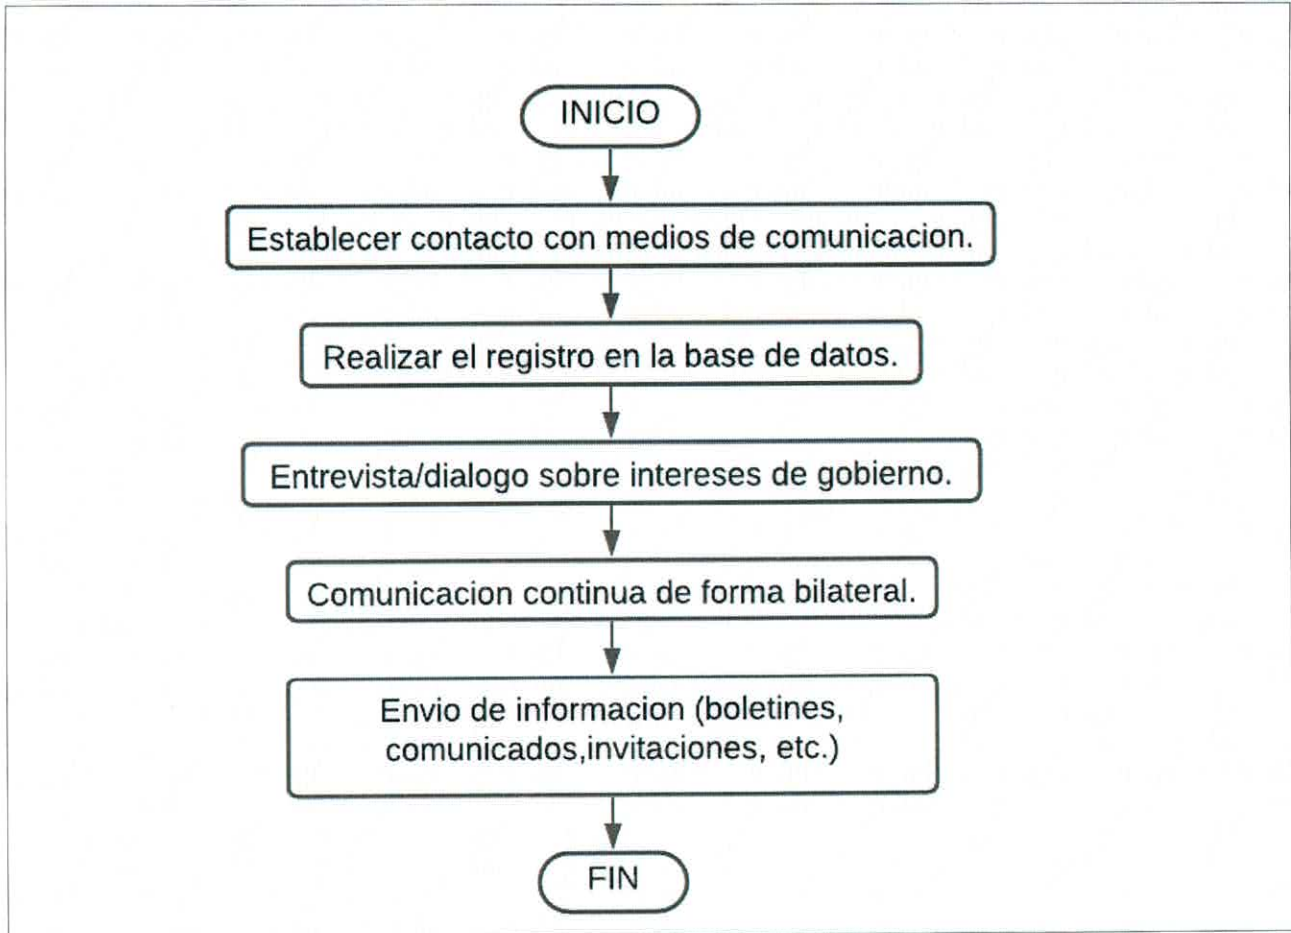 INICIO
Establecer contacto con medios de comunicacion.
Realizar el registro en la base de datos.
Entrevista/dialogo sobre intereses de gobierno.
Comunicacion continua de forma bilateral.
Envio de informacion (boletines,
comunicados,invitaciones, etc.)
FIN